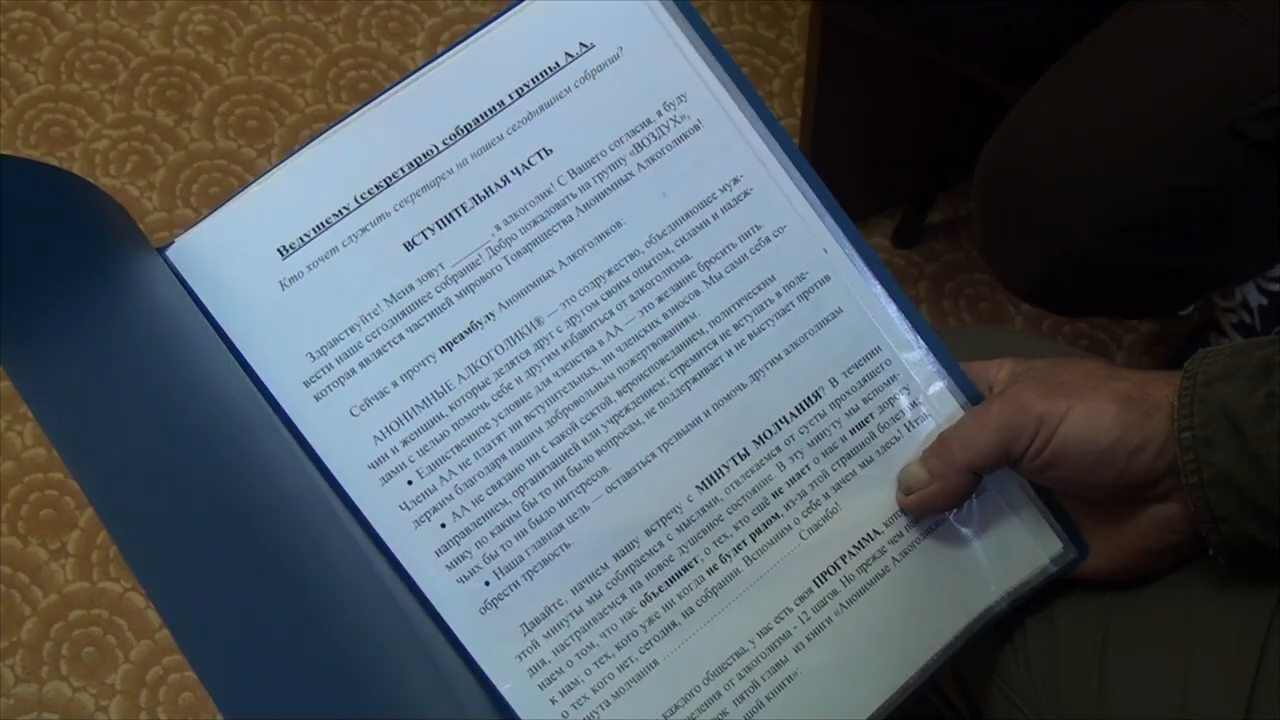 Ведущему (секретарю) собрания группы А.А.
Кто хочет служить секретарем на нашем сегодняшнем собрании?
ВСТУПИТЕЛЬНАЯ ЧАСТЬ
Здравствуйте! Меня зовут ______, я алкоголик! С Вашего согласия, я буду
вести наше сегодняшнее собрание! Добро пожаловать на группу «ВОЗДУХ»,
которая является частицей мирового Товарищества Анонимных Алкоголиков!
Сейчас я прочту преамбулу Анонимных Алкоголиков:
АНОНИМНЫЕ АЛКОГОЛИКИ® — это содружество, объединяющее муж-
чин и женщин, которые делятся друг с другом своим опытом, силами и надеж-
дами с целью помочь себе и другим избавиться от алкоголизма.
• Единственное условие для членства в АА — это желание бросить пить.
Члены АА не платят ни вступительных, ни членских взносов. Мы сами себя со-
держим благодаря нашим добровольным пожертвованиям.
• АА не связано ни с какой сектой, вероисповеданием, политическим
направлением, организацией или учреждением, стремится не вступать в поле-
мику по каким бы то ни было вопросам, не поддерживает и не выступает против
чьих бы то ни было интересов.
• Наша главная цель — оставаться трезвыми и помочь другим алкоголикам
обрести трезвость.
Давайте, начнем нашу встречу с МИНУТЫ МОЛЧАНИЯ? В течении
этой минуты мы собираемся с мыслями, отвлекаемся от суеты проходящего
дня, настраиваемся на новое душевное состояние. В эту минуту мы вспоми-
наем о том, что нас объединяет, о тех, кто ещё не знает о нас и ищет дорогу
к нам, о тех, кого уже ни когда не будет рядом, из-за этой страшной болезни,
о тех кого нет, сегодня, на собрании. Вспомним о себе и зачем мы здесь!
минута молчания .......................... Спасибо!
каждого общества, у нас есть своя ПРОГРАММА,
от алкоголизма - 12 шагов. Но прежде чем
пятой главы из книги «Анонимные Алкоголики»
книги».